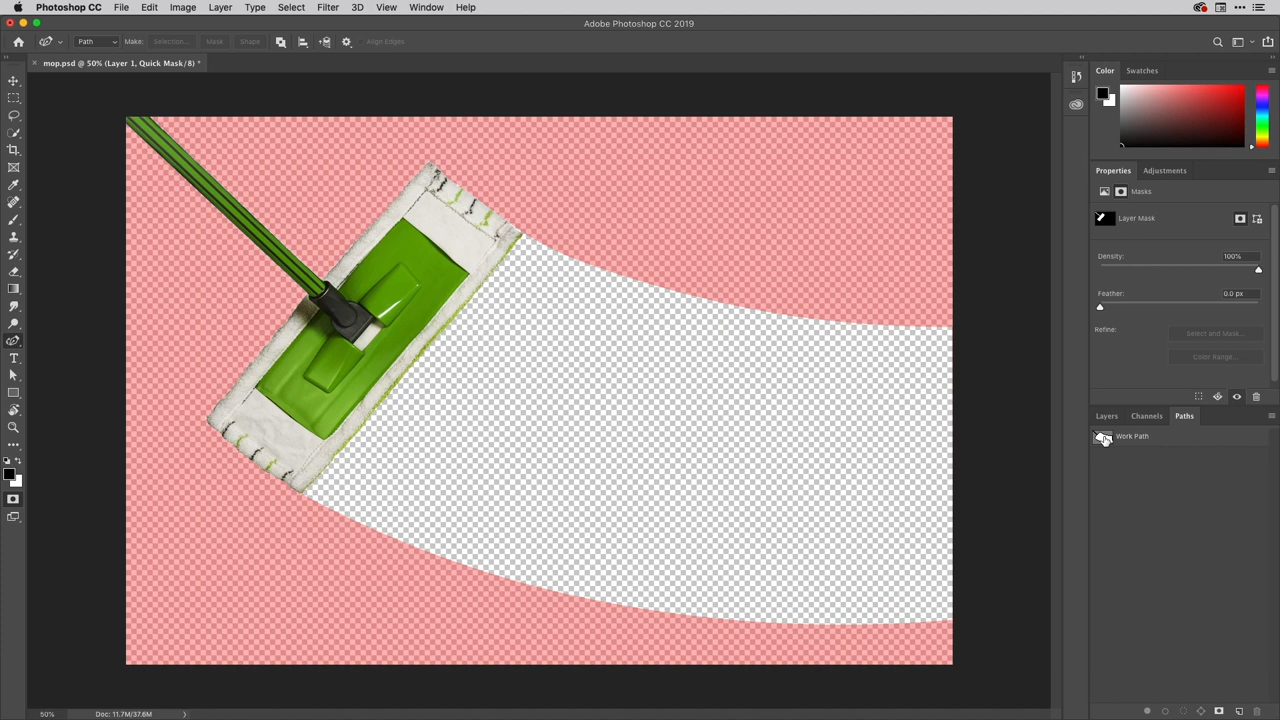 Photoshop CC File Edit Image Layer Type Select Filter 3D View Window Help
Adobe Photoshop CC 2019
Path Make: Selection... Mask Shape Align Edges
mop.psd @ 50% (Layer 1, Quick Mask/8) *
Color Swatches
Properties Adjustments
Masks
Layer Mask
Density: 100%
Feather: 0.0 px
Refine: Select and Mask...
Color Range...
Layers Channels Paths
Work Path
50% Doc: 11.7M/37.6M